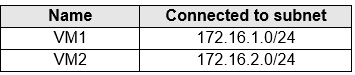 Name Connected to subnet
VM1 172.16.1.0/24
VM2 172.16.2.0/24